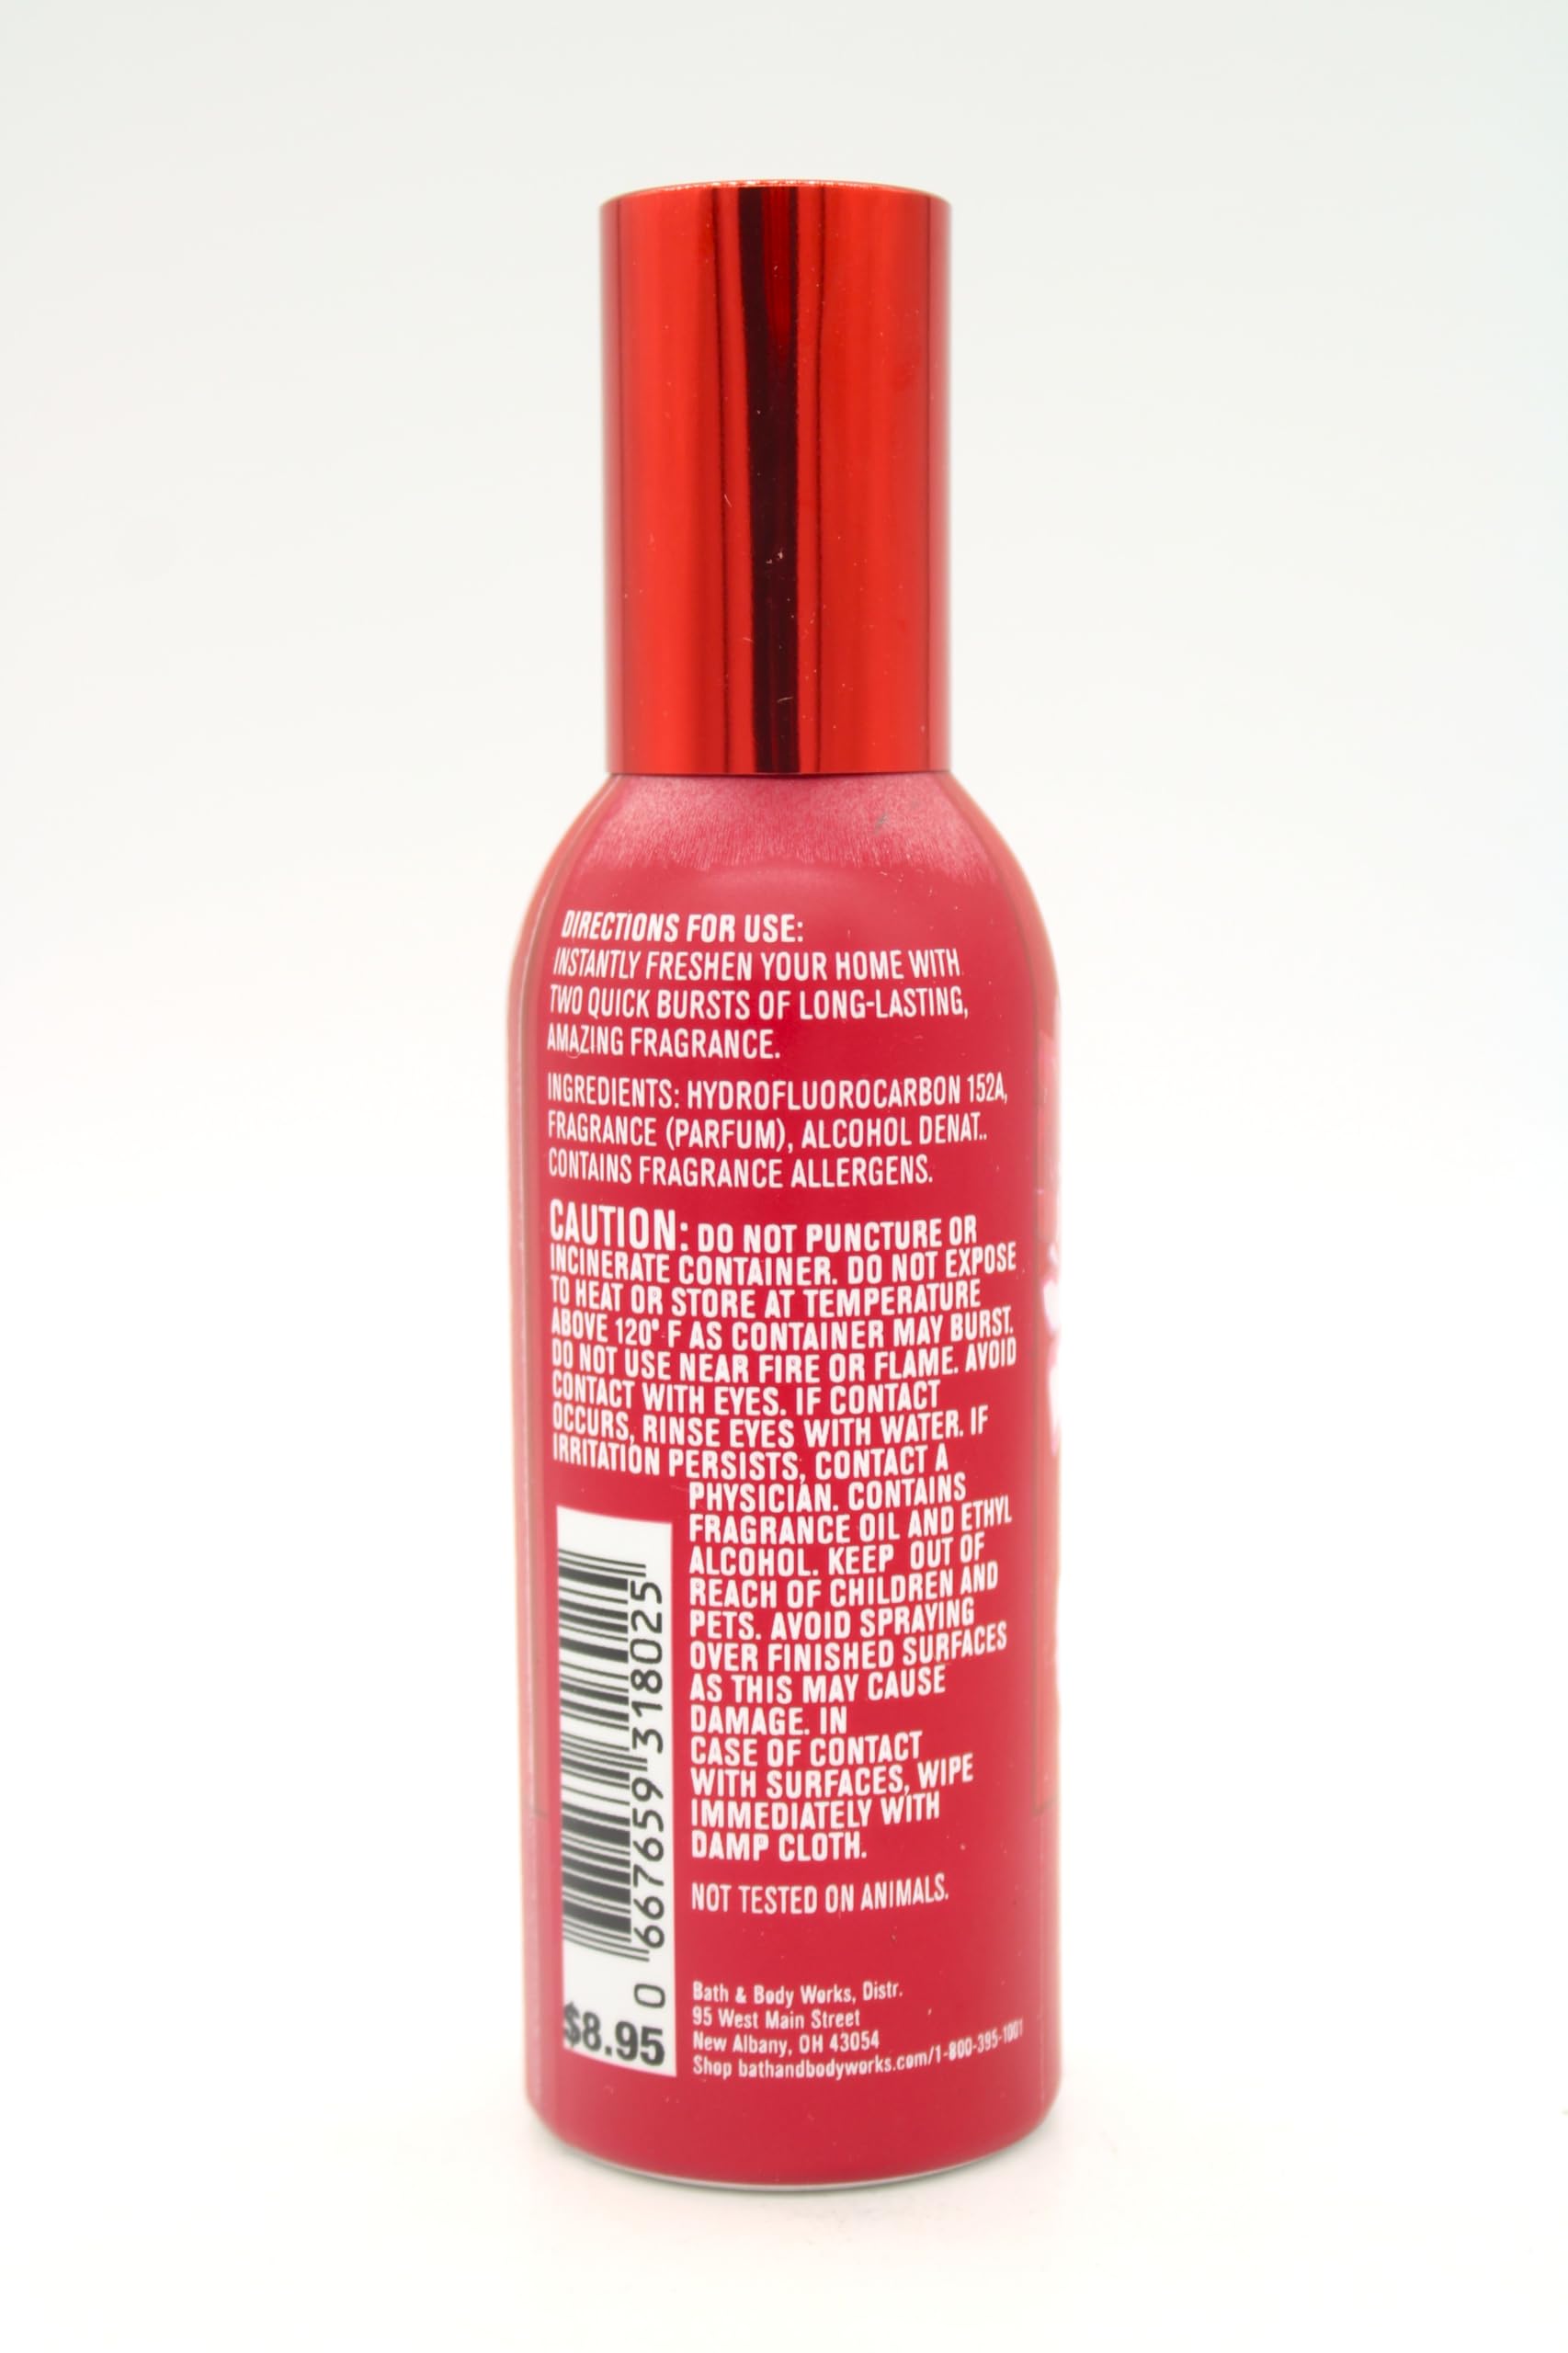 DIRECTIONS FOR USE:
INSTANTLY FRESHEN YOUR HOME WITH
TWO QUICK BURSTS OF LONG-LASTING,
AMAZING FRAGRANCE.
INGREDIENTS: HYDROFLUOROCARBON 152A,
FRAGRANCE (PARFUM), ALCOHOL DENAT..
CONTAINS FRAGRANCE ALLERGENS.
CAUTION: DO NOT PUNCTURE OR
INCINERATE CONTAINER. DO NOT EXPOSE
TO HEAT OR STORE AT TEMPERATURE
ABOVE 120° F AS CONTAINER MAY BURST.
DO NOT USE NEAR FIRE OR FLAME. AVOID
CONTACT WITH EYES. IF CONTACT
OCCURS, RINSE EYES WITH WATER. IF
IRRITATION PERSISTS, CONTACT A
PHYSICIAN. CONTAINS
FRAGRANCE OIL AND ETHYL
ALCOHOL. KEEP OUT OF
REACH OF CHILDREN AND
PETS. AVOID SPRAYING
OVER FINISHED SURFACES
AS THIS MAY CAUSE
DAMAGE. IN
CASE OF CONTACT
WITH SURFACES, WIPE
IMMEDIATELY WITH
DAMP CLOTH.
NOT TESTED ON ANIMALS.
0 667659 318025
$8.95
Bath & Body Works, Distr.
95 West Main Street
New Albany, OH 43054
Shop bathandbodyworks.com/1-800-395-1001